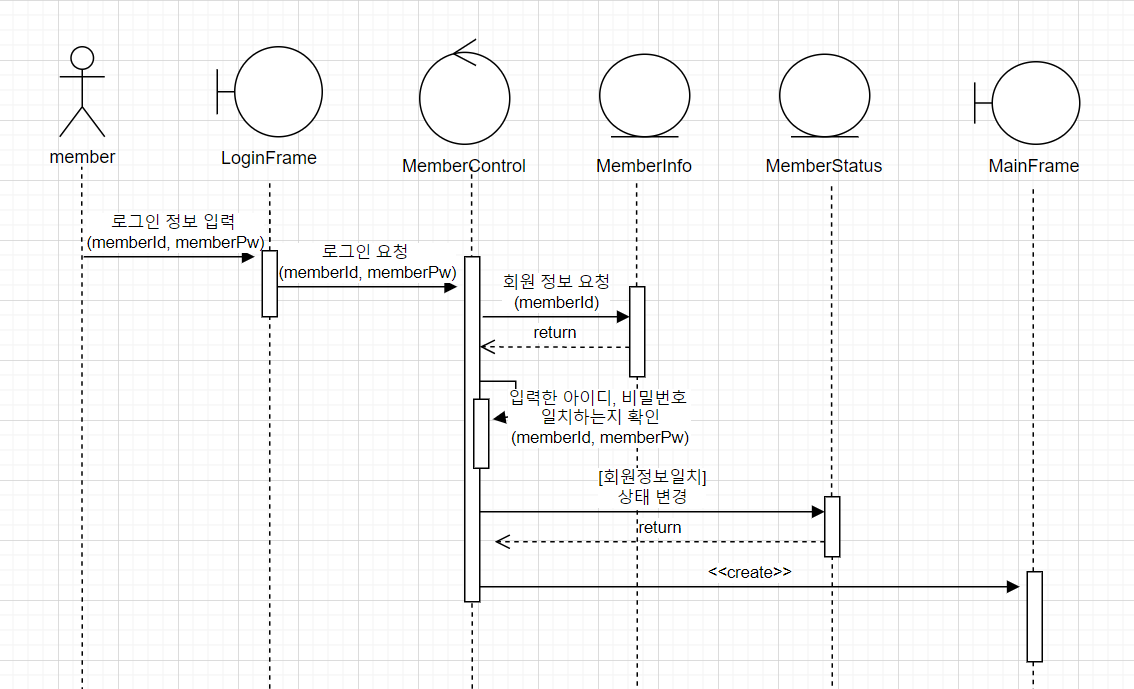 member
LoginFrame
MemberControl
MemberInfo
MemberStatus
MainFrame
로그인 정보 입력
(memberId, memberPw)
로그인 요청
(memberId, memberPw)
회원 정보 요청
(memberId)
return
입력한 아이디, 비밀번호
일치하는지 확인
(memberId, memberPw)
[회원정보일치]
상태 변경
return
<<create>>